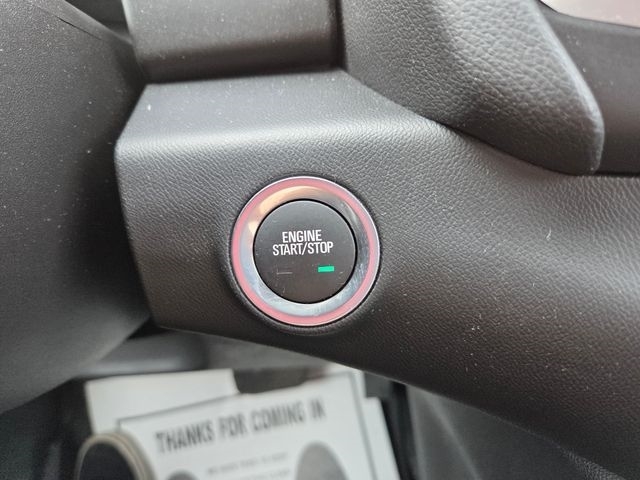 ENGINE
START/STOP
THANKS FOR COMING IN